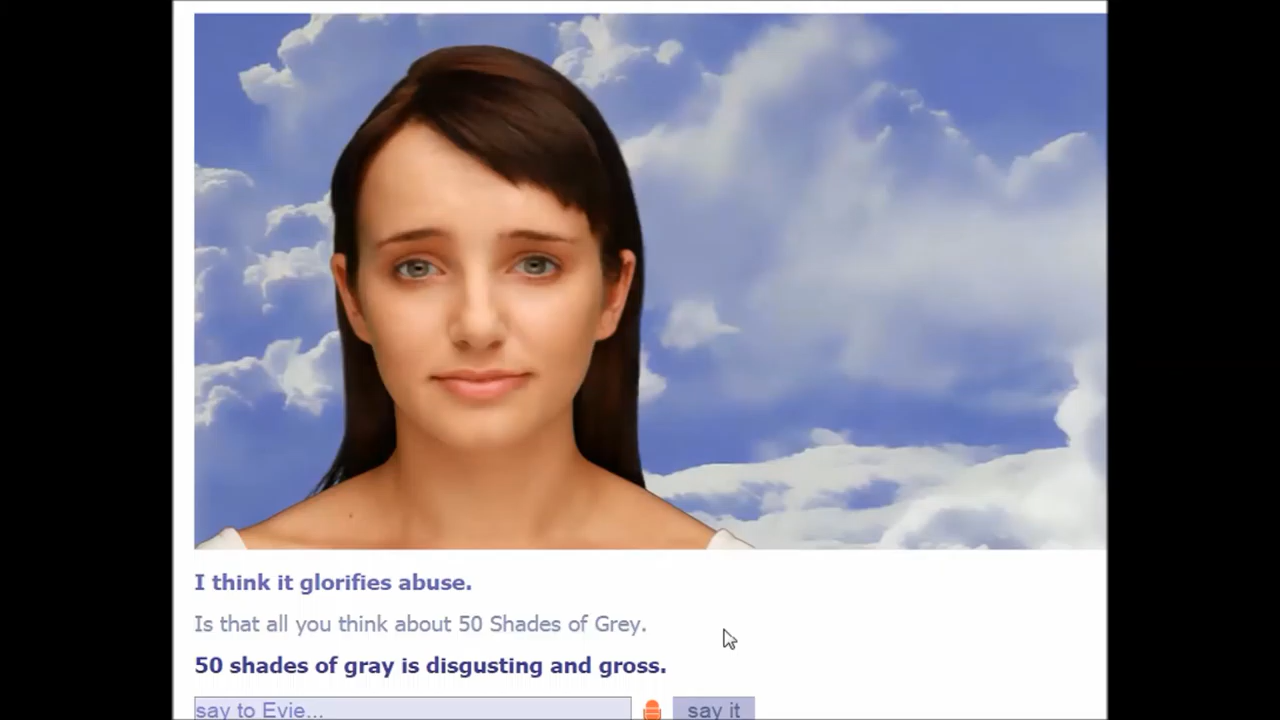 I think it glorifies abuse.
Is that all you think about 50 Shades of Grey.
50 shades of gray is disgusting and gross.
say to Evie... say it